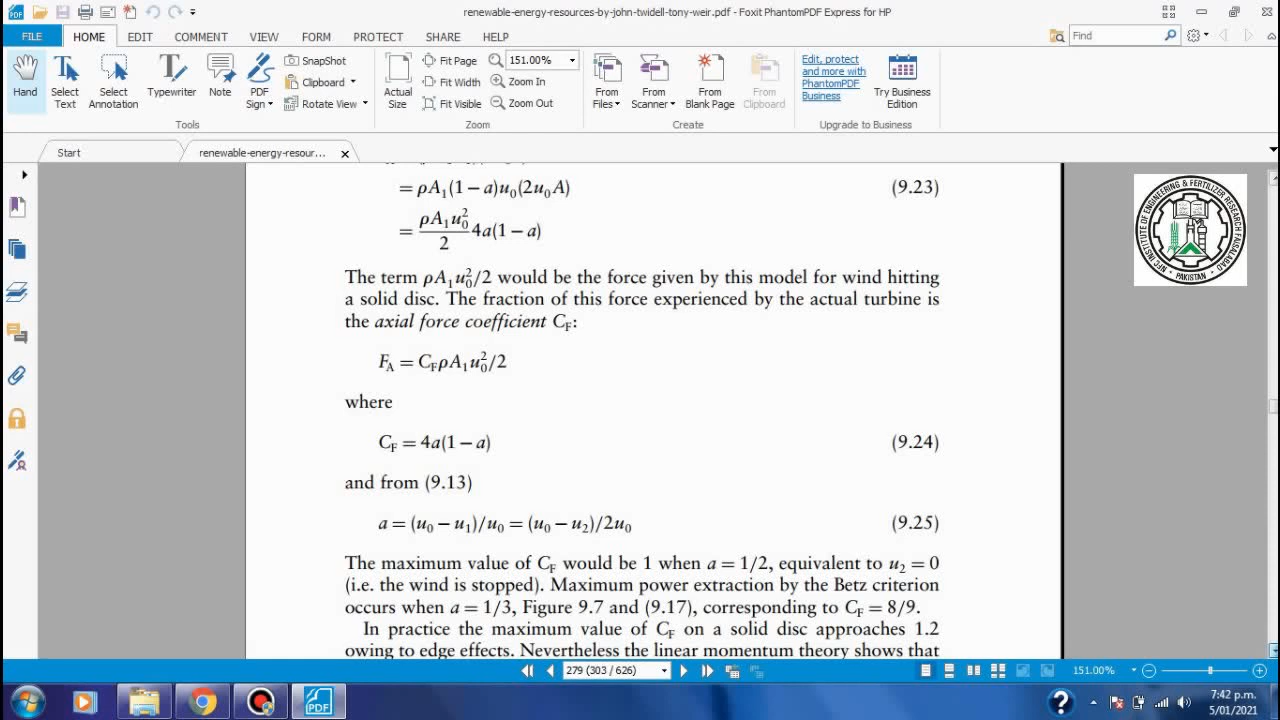 renewable-energy-resources-by-john-twidell-tony-weir.pdf - Foxit PhantomPDF Express for HP
FILE HOME EDIT COMMENT VIEW FORM PROTECT SHARE HELP Find
Hand
Select Text
Select Annotation
Typewriter
Note
PDF Sign
SnapShot
Clipboard
Rotate View
Tools
Actual Size
Fit Page
Fit Width
Fit Visible
151.00%
Zoom In
Zoom Out
Zoom
From Files
From Scanner
From Blank Page
From Clipboard
Create
Edit, protect
and more with
PhantomPDF
Business
Try Business
Edition
Upgrade to Business
Start renewable-energy-resour...
= ρA₁(1 − a)u₀(2u₀A) (9.23)
= ρA₁u₀²/2 4a(1 − a)
The term ρA₁u₀²/2 would be the force given by this model for wind hitting
a solid disc. The fraction of this force experienced by the actual turbine is
the axial force coefficient C_F:
F_A = C_FρA₁u₀²/2
where
C_F = 4a(1 − a) (9.24)
and from (9.13)
a = (u₀ − u₁)/u₀ = (u₀ − u₂)/2u₀ (9.25)
The maximum value of C_F would be 1 when a = 1/2, equivalent to u₂ = 0
(i.e. the wind is stopped). Maximum power extraction by the Betz criterion
occurs when a = 1/3, Figure 9.7 and (9.17), corresponding to C_F = 8/9.
In practice the maximum value of C_F on a solid disc approaches 1.2
owing to edge effects. Nevertheless the linear momentum theory shows that
NFC INSTITUTE OF ENGINEERING & FERTILIZER RESEARCH FAISALABAD
PAKISTAN
279 (303 / 626)
151.00%
PDF
7:42 p.m.
5/01/2021